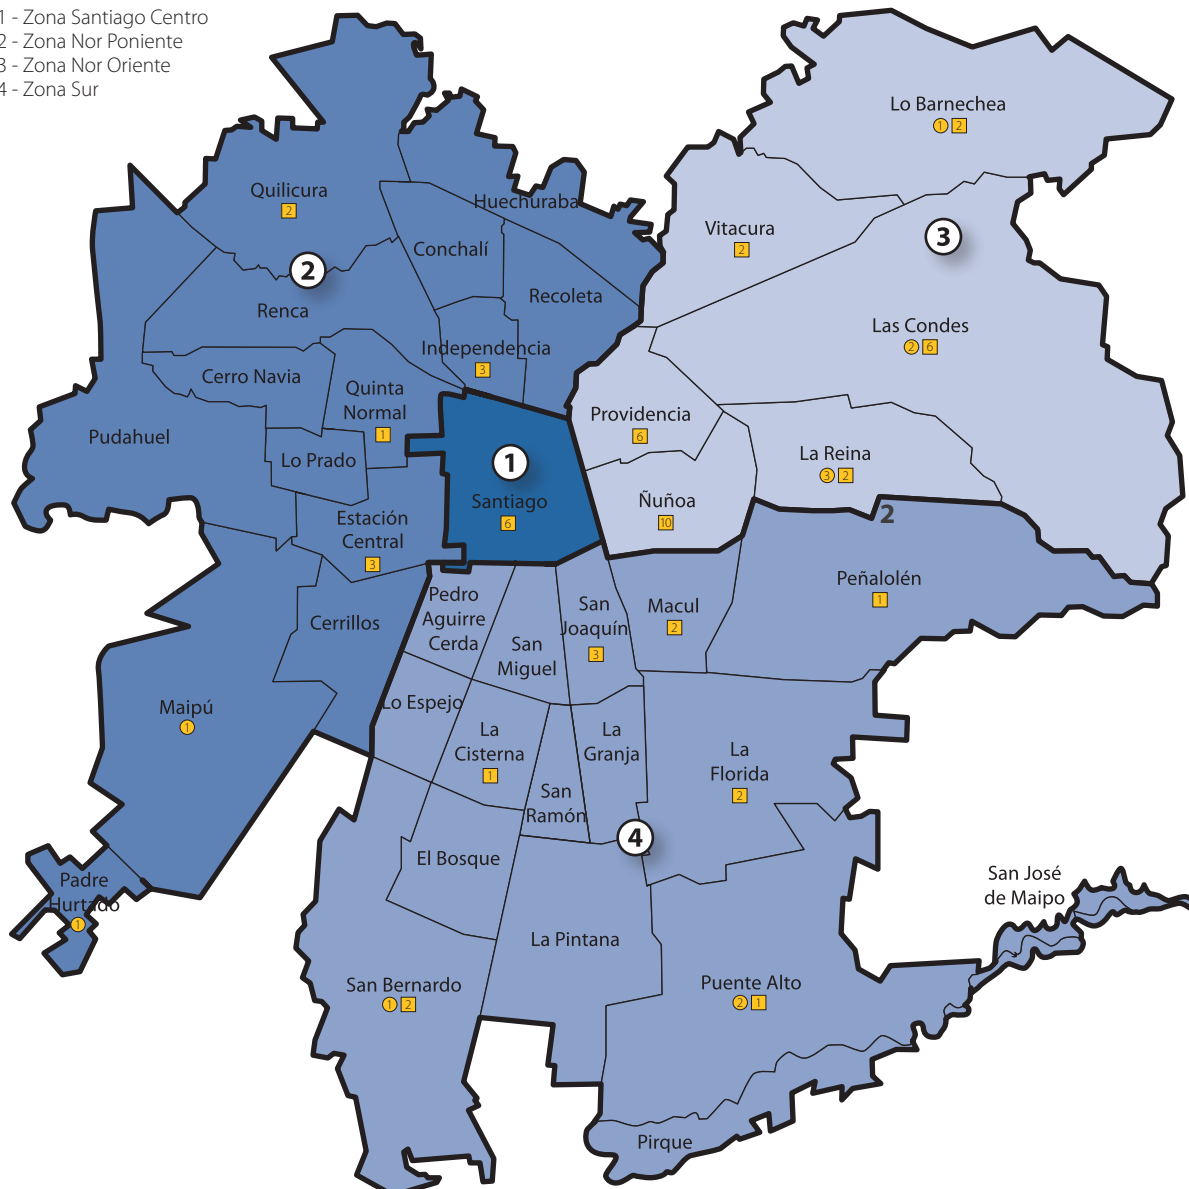 1 - Zona Santiago Centro
2 - Zona Nor Poniente
3 - Zona Nor Oriente
4 - Zona Sur
Lo Barnechea
1 2
Quilicura
2
Huechuraba
Vitacura
2
3
Conchalí
2
Recoleta
Renca
Las Condes
2 6
Independencia
3
Cerro Navia
Quinta
Normal
1
Providencia
6
Pudahuel
Lo Prado
1
La Reina
3 2
Santiago
6
Ñuñoa
10
2
Estación
Central
3
Peñalolén
1
Pedro
Aguirre
Cerda
San
Joaquín
3
Macul
2
Cerrillos
San
Miguel
Maipú
1
Lo Espejo
La
Cisterna
1
La
Granja
La
Florida
2
San
Ramón
4
El Bosque
Padre
Hurtado
1
San José
de Maipo
La Pintana
San Bernardo
1 2
Puente Alto
2 1
Pirque